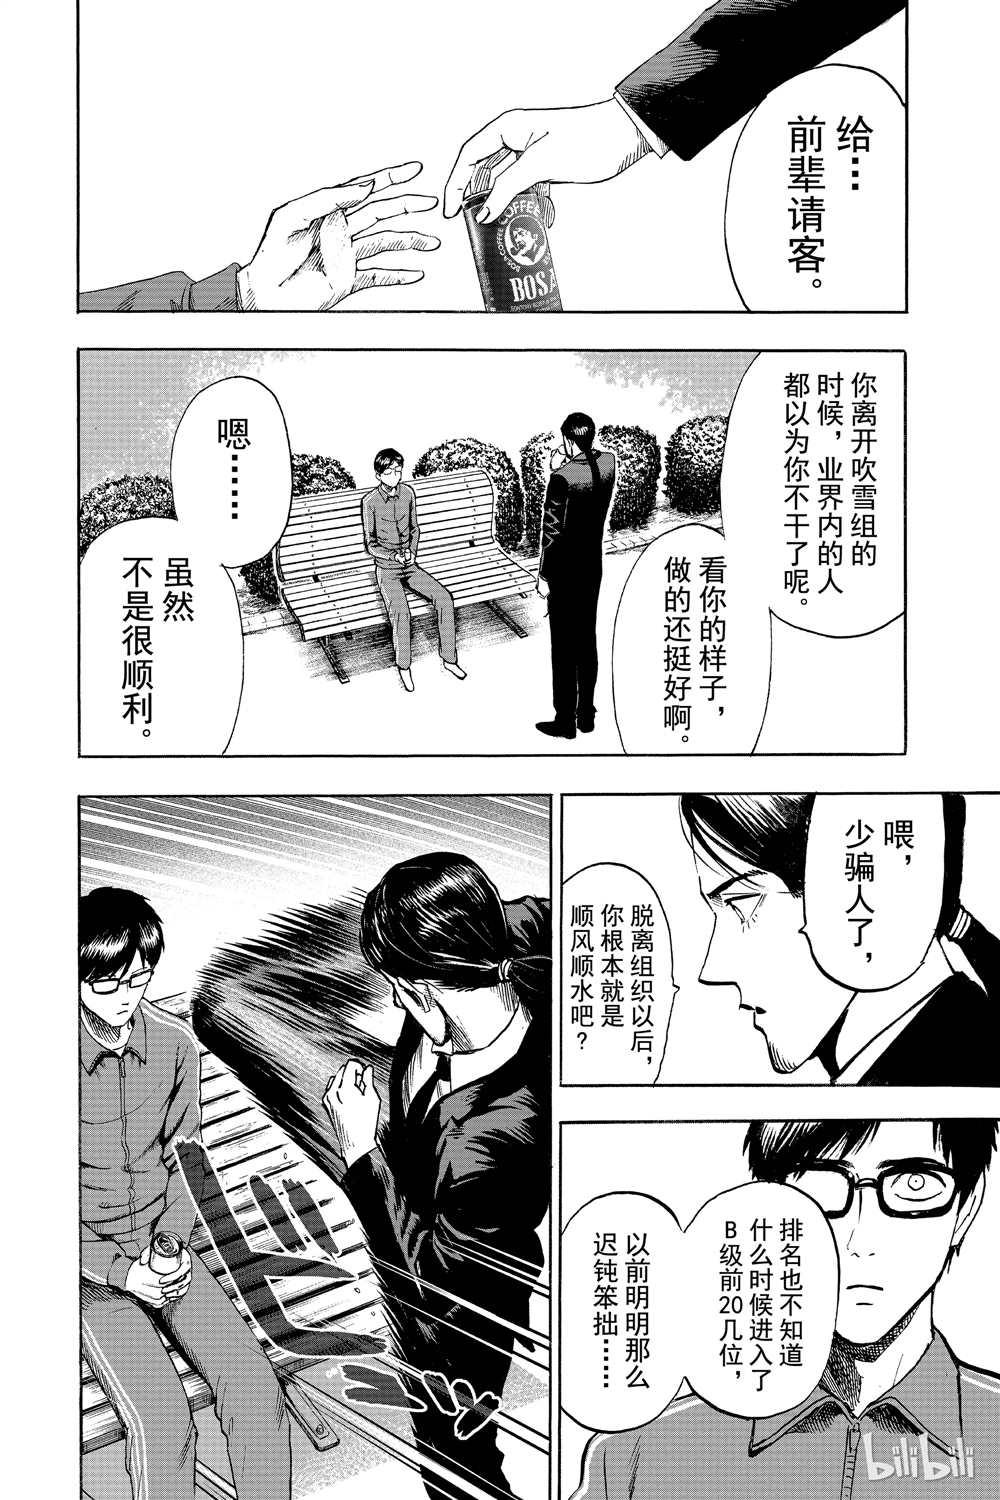 给…
前辈请客。
COFFEE
BOSACOFFEE
BOSA
你离开吹雪组的
时候，业界内的人
都以为你不干了呢。
看你的样子，
做的还挺好啊。
嗯……
虽然
不是很顺利。
喂，
少骗人了，
脱离组织以后，
你根本就是
顺风顺水吧？
排名也不知道
什么时候进入了
B级前20几位，
以前明明那么
迟钝笨拙……
bilibili